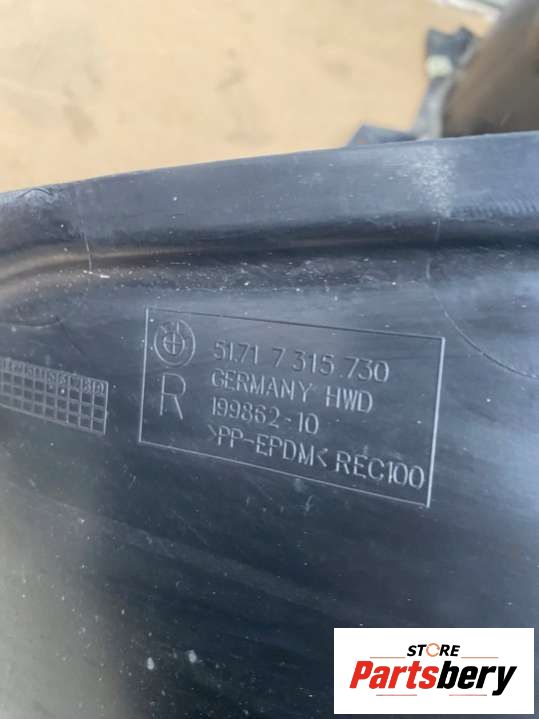 51.71 7 315 730
R GERMANY HWD
199862-10
>PP-EPDM< REC100
STORE
Partsbery